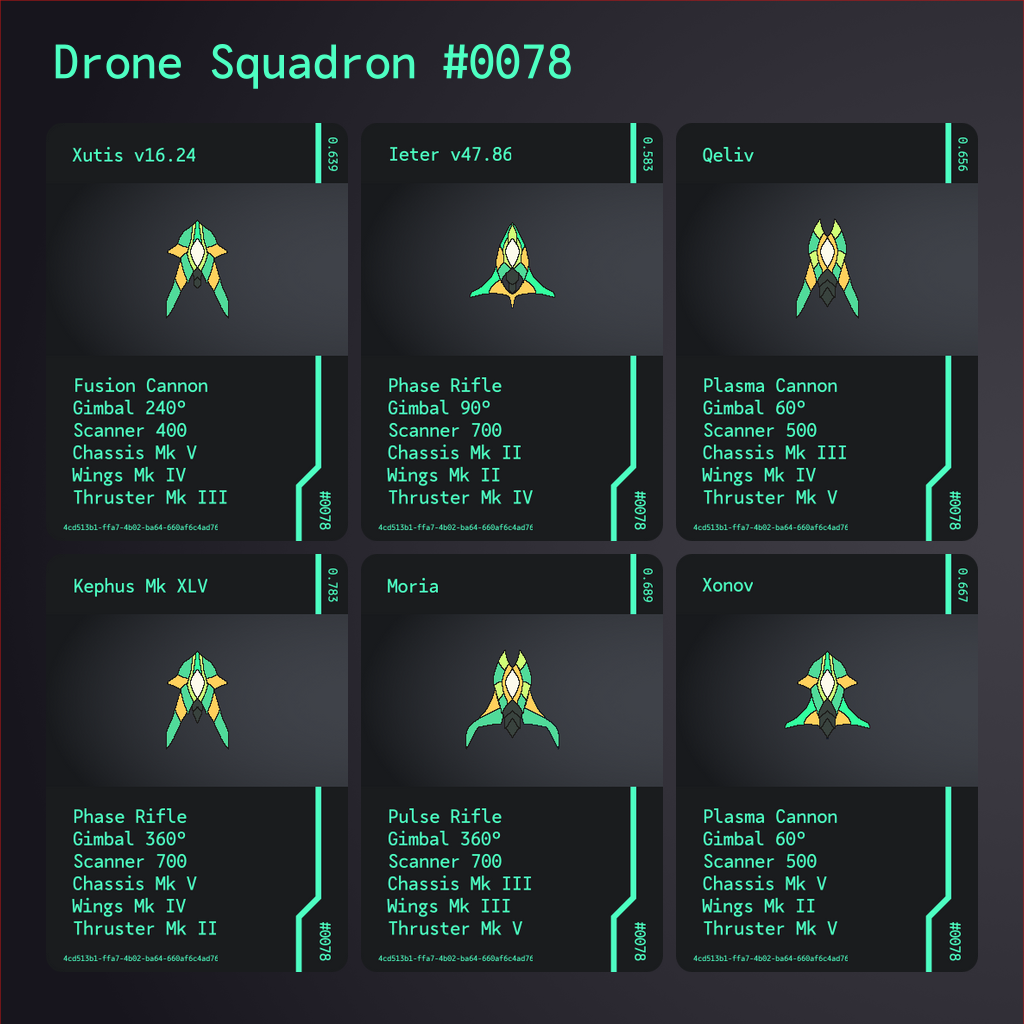 Drone Squadron #0078
Xutis v16.24
0.639
Fusion Cannon
Gimbal 240º
Scanner 400
Chassis Mk V
Wings Mk IV
Thruster Mk III
#0078
4cd513b1-ffa7-4b02-ba64-660af6c4ad76
Ieter v47.86
0.583
Phase Rifle
Gimbal 90º
Scanner 700
Chassis Mk II
Wings Mk II
Thruster Mk IV
#0078
4cd513b1-ffa7-4b02-ba64-660af6c4ad76
Qeliv
0.656
Plasma Cannon
Gimbal 60º
Scanner 500
Chassis Mk III
Wings Mk IV
Thruster Mk V
#0078
4cd513b1-ffa7-4b02-ba64-660af6c4ad76
Kephus Mk XLV
0.783
Phase Rifle
Gimbal 360º
Scanner 700
Chassis Mk V
Wings Mk IV
Thruster Mk II
#0078
4cd513b1-ffa7-4b02-ba64-660af6c4ad76
Moria
0.689
Pulse Rifle
Gimbal 360º
Scanner 700
Chassis Mk III
Wings Mk III
Thruster Mk V
#0078
4cd513b1-ffa7-4b02-ba64-660af6c4ad76
Xonov
0.667
Plasma Cannon
Gimbal 60º
Scanner 500
Chassis Mk V
Wings Mk II
Thruster Mk V
#0078
4cd513b1-ffa7-4b02-ba64-660af6c4ad76